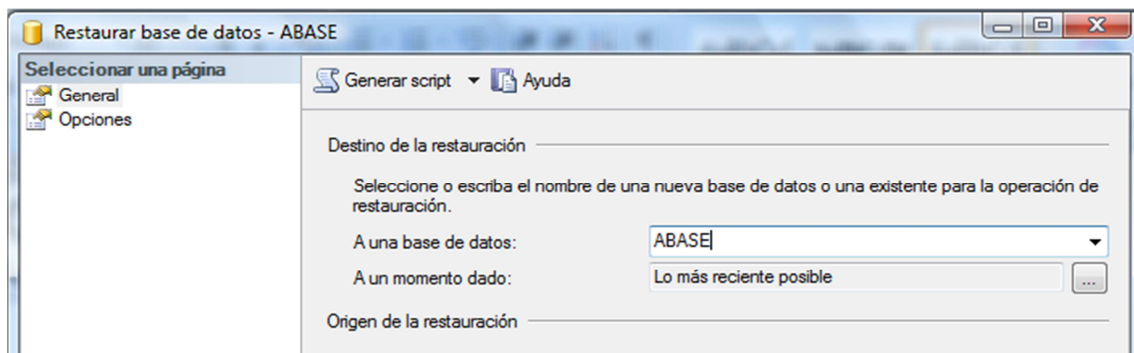 Restaurar base de datos - ABASE
Seleccionar una página
General
Opciones
Generar script
Ayuda
Destino de la restauración
Seleccione o escriba el nombre de una nueva base de datos o una existente para la operación de
restauración.
A una base de datos: ABASE
A un momento dado: Lo más reciente posible ...
Origen de la restauración